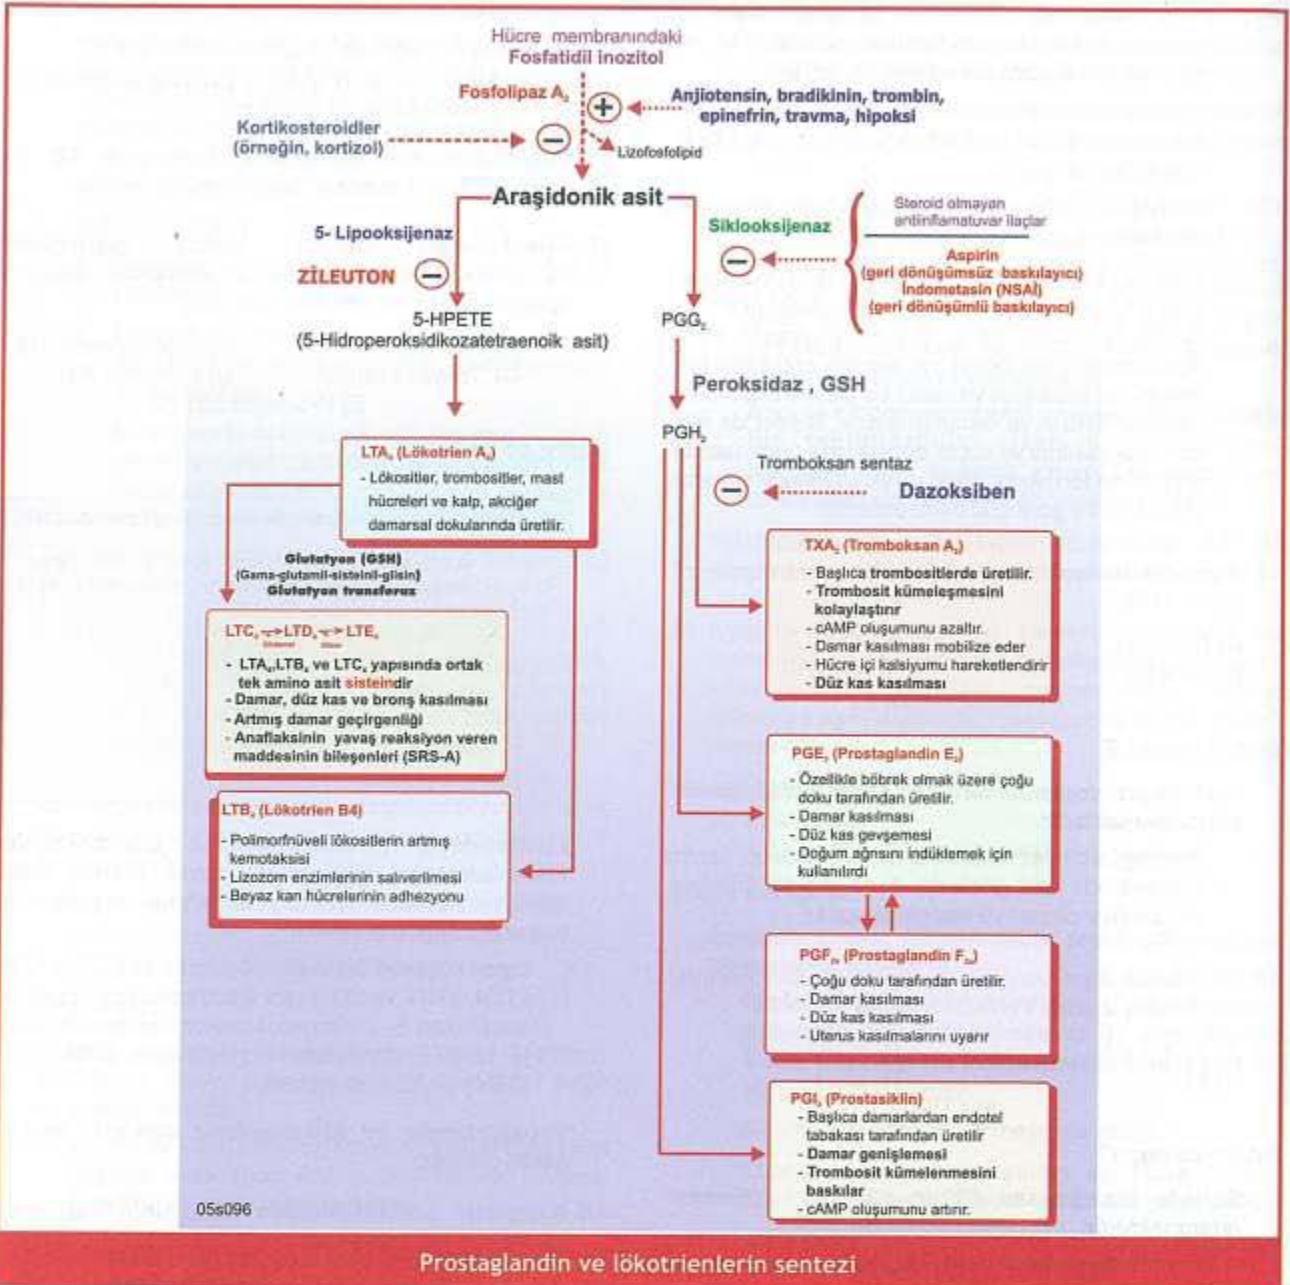 Hücre membranındaki
Fosfatidil inozitol
Fosfolipaz A₂
Anjiotensin, bradikinin, trombin,
epinefrin, travma, hipoksi
Kortikosteroidler
(örneğin, kortizol)
Lizofosfolipid
Araşidonik asit
5- Lipooksijenaz
ZİLEUTON
5-HPETE
(5-Hidroperoksidikozatetraenoik asit)
Siklooksijenaz
Steroid olmayan
antiinflamatuvar ilaçlar
Aspirin
(geri dönüşümsüz baskılayıcı)
İndometasin (NSAİ)
(geri dönüşümlü baskılayıcı)
PGG₂
Peroksidaz , GSH
PGH₂
Tromboksan sentaz
Dazoksiben
LTA₄ (Lökotrien A₄)
- Lökositler, trombositler, mast
hücreleri ve kalp, akciğer
damarsal dokularında üretilir.
Glutatyon (GSH)
(Gama-glutamil-sisteinil-glisin)
Glutatyon transferaz
LTC₄ LTD₄ LTE₄
- LTA₄,LTB₄ ve LTC₄ yapısında ortak
tek amino asit sisteindir
- Damar, düz kas ve bronş kasılması
- Artmış damar geçirgenliği
- Anaflaksinin yavaş reaksiyon veren
maddesinin bileşenleri (SRS-A)
LTB₄ (Lökotrien B4)
- Polimorfnüveli lökositlerin artmış
kemotaksisi
- Lizozom enzimlerinin salıverilmesi
- Beyaz kan hücrelerinin adhezyonu
TXA₂ (Tromboksan A₂)
- Başlıca trombositlerde üretilir.
- Trombosit kümeleşmesini
kolaylaştırır
- cAMP oluşumunu azaltır.
- Damar kasılması mobilize eder
- Hücre içi kalsiyumu hareketlendirir
- Düz kas kasılması
PGE₂ (Prostaglandin E₂)
- Özellikle böbrek olmak üzere çoğu
doku tarafından üretilir.
- Damar kasılması
- Düz kas gevşemesi
- Doğum ağrısını indüklemek için
kullanılırdı
PGF₂ₐ (Prostaglandin F₂ₐ)
- Çoğu doku tarafından üretilir.
- Damar kasılması
- Düz kas kasılması
- Uterus kasılmalarını uyarır
PGI₂ (Prostasiklin)
- Başlıca damarlardan endotel
tabakası tarafından üretilir
- Damar genişlemesi
- Trombosit kümelenmesini
baskılar
- cAMP oluşumunu artırır.
05s096
Prostaglandin ve lökotrienlerin sentezi